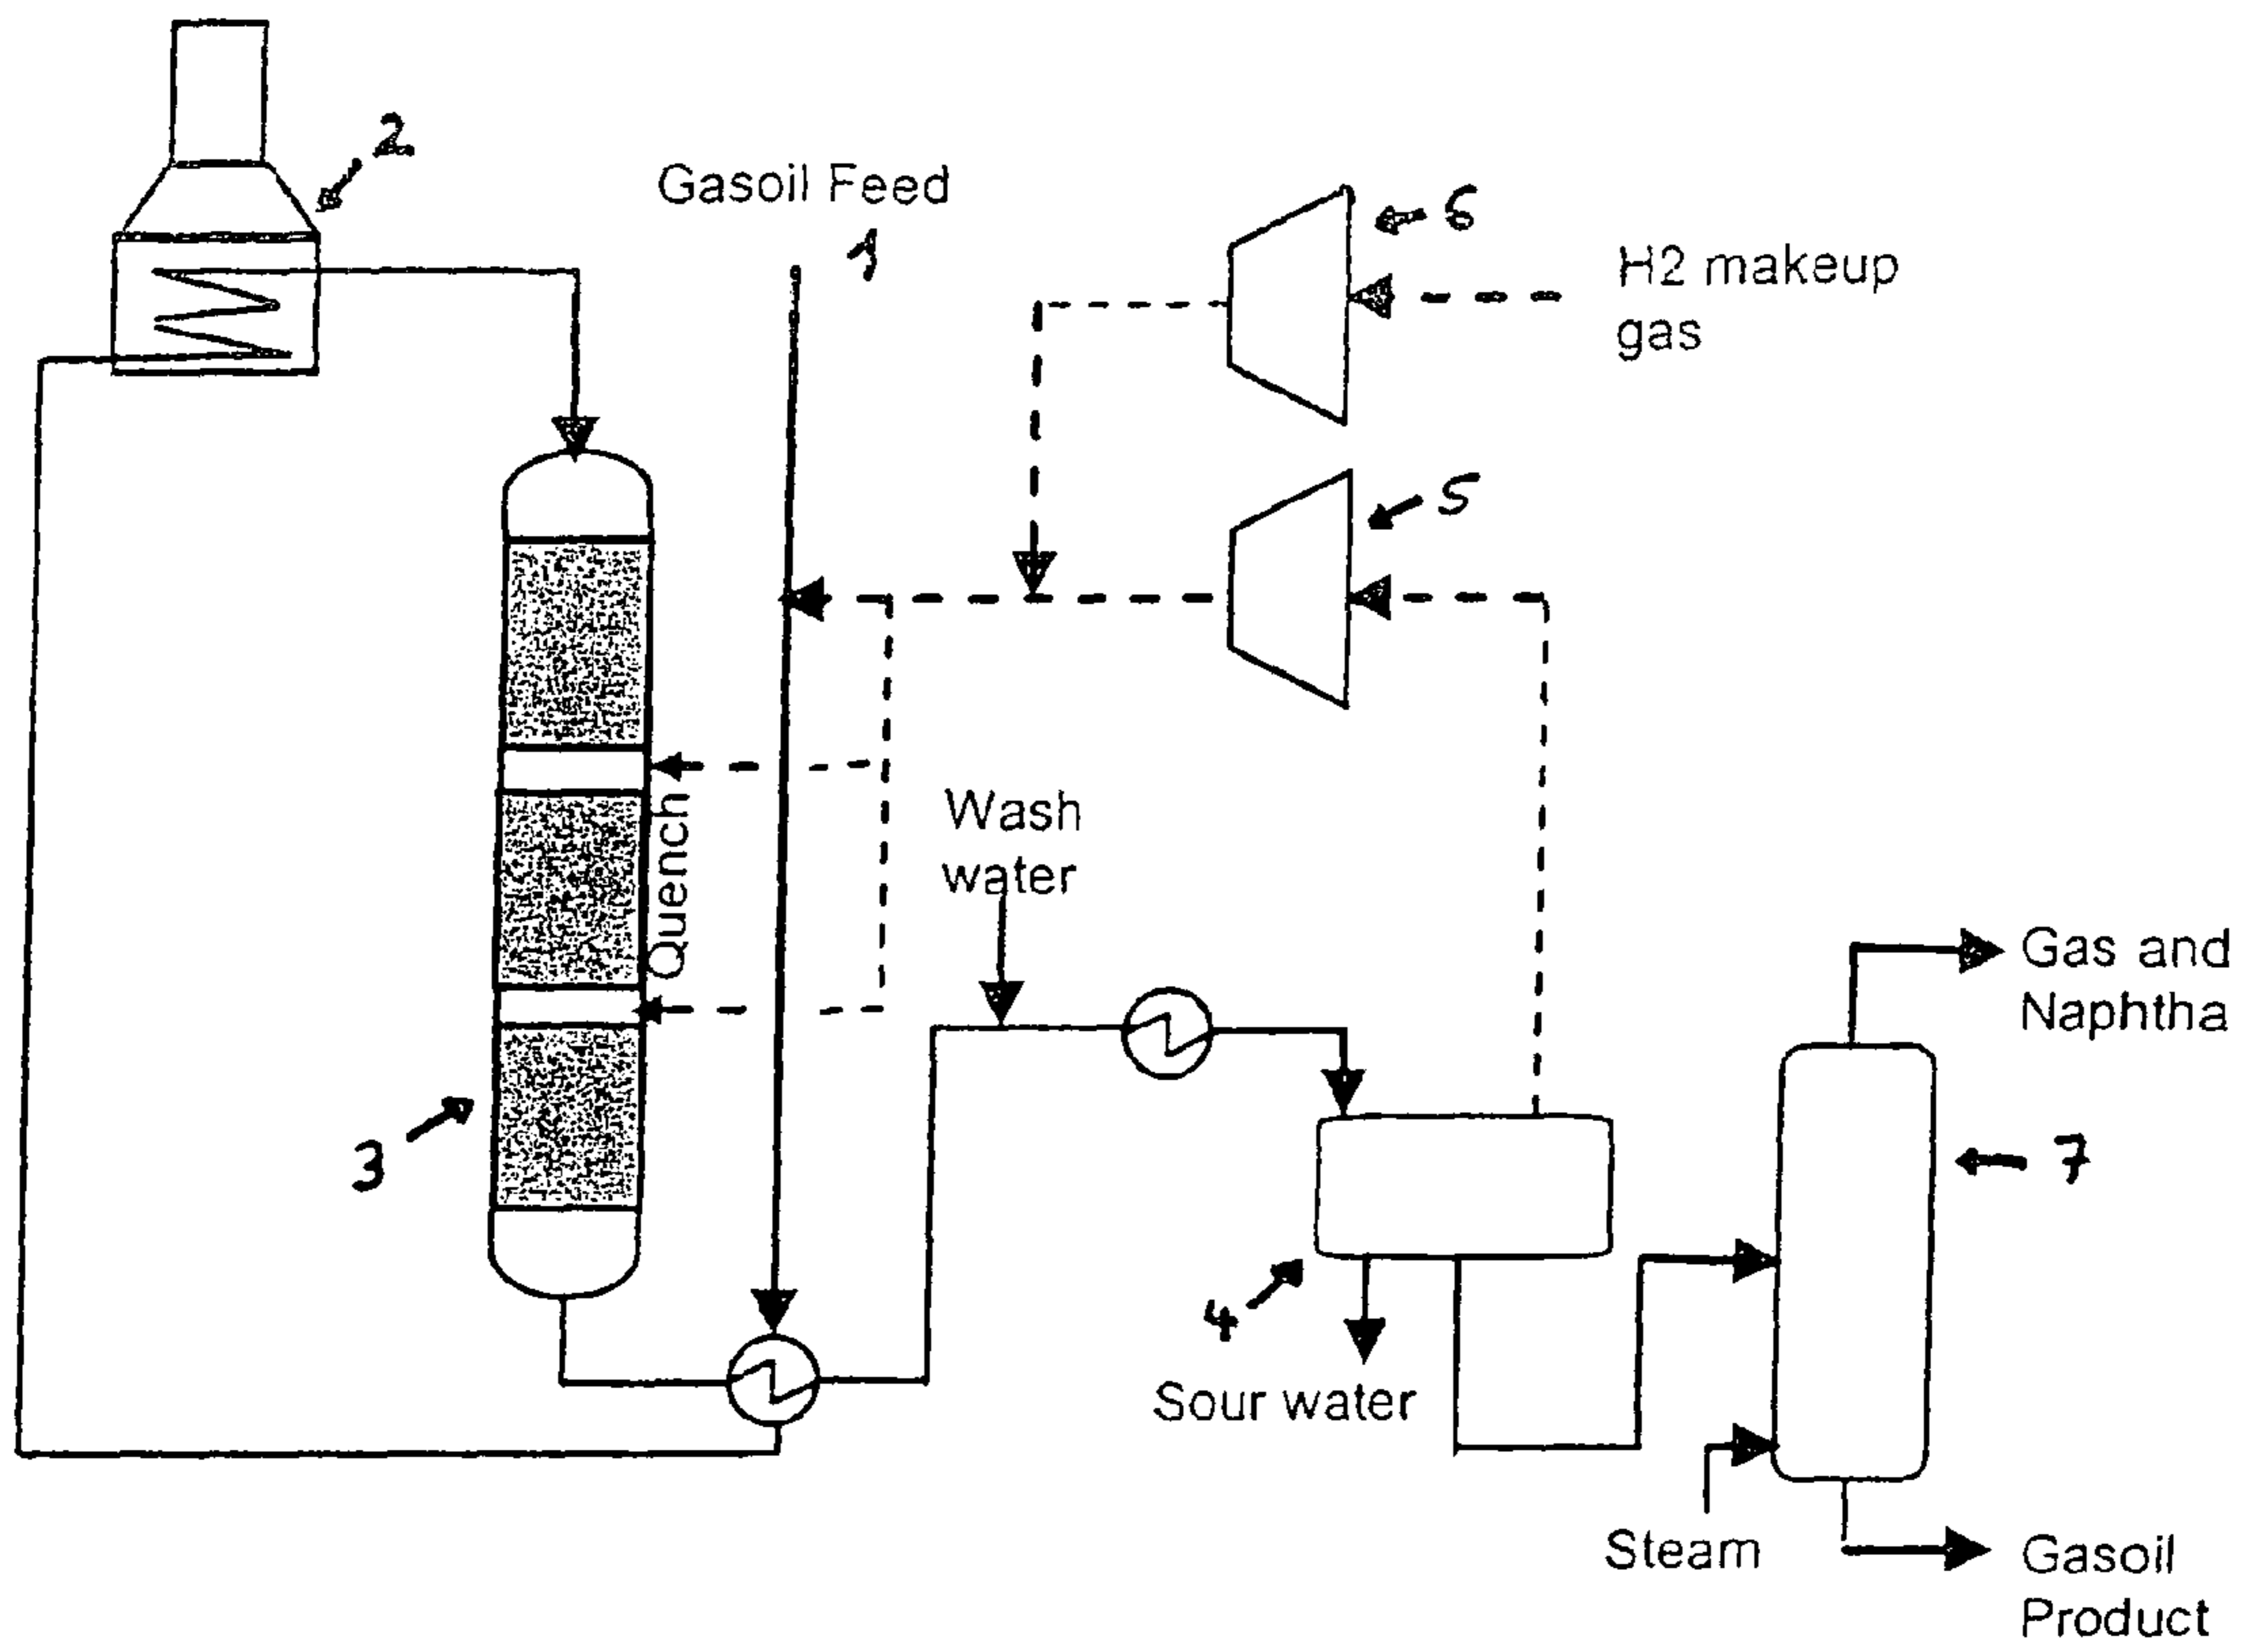 2
Gasoil Feed
1
6
H2 makeup
gas
5
Quench
Wash
water
Gas and
Naphtha
3
7
4
Sour water
Steam
Gasoil
Product